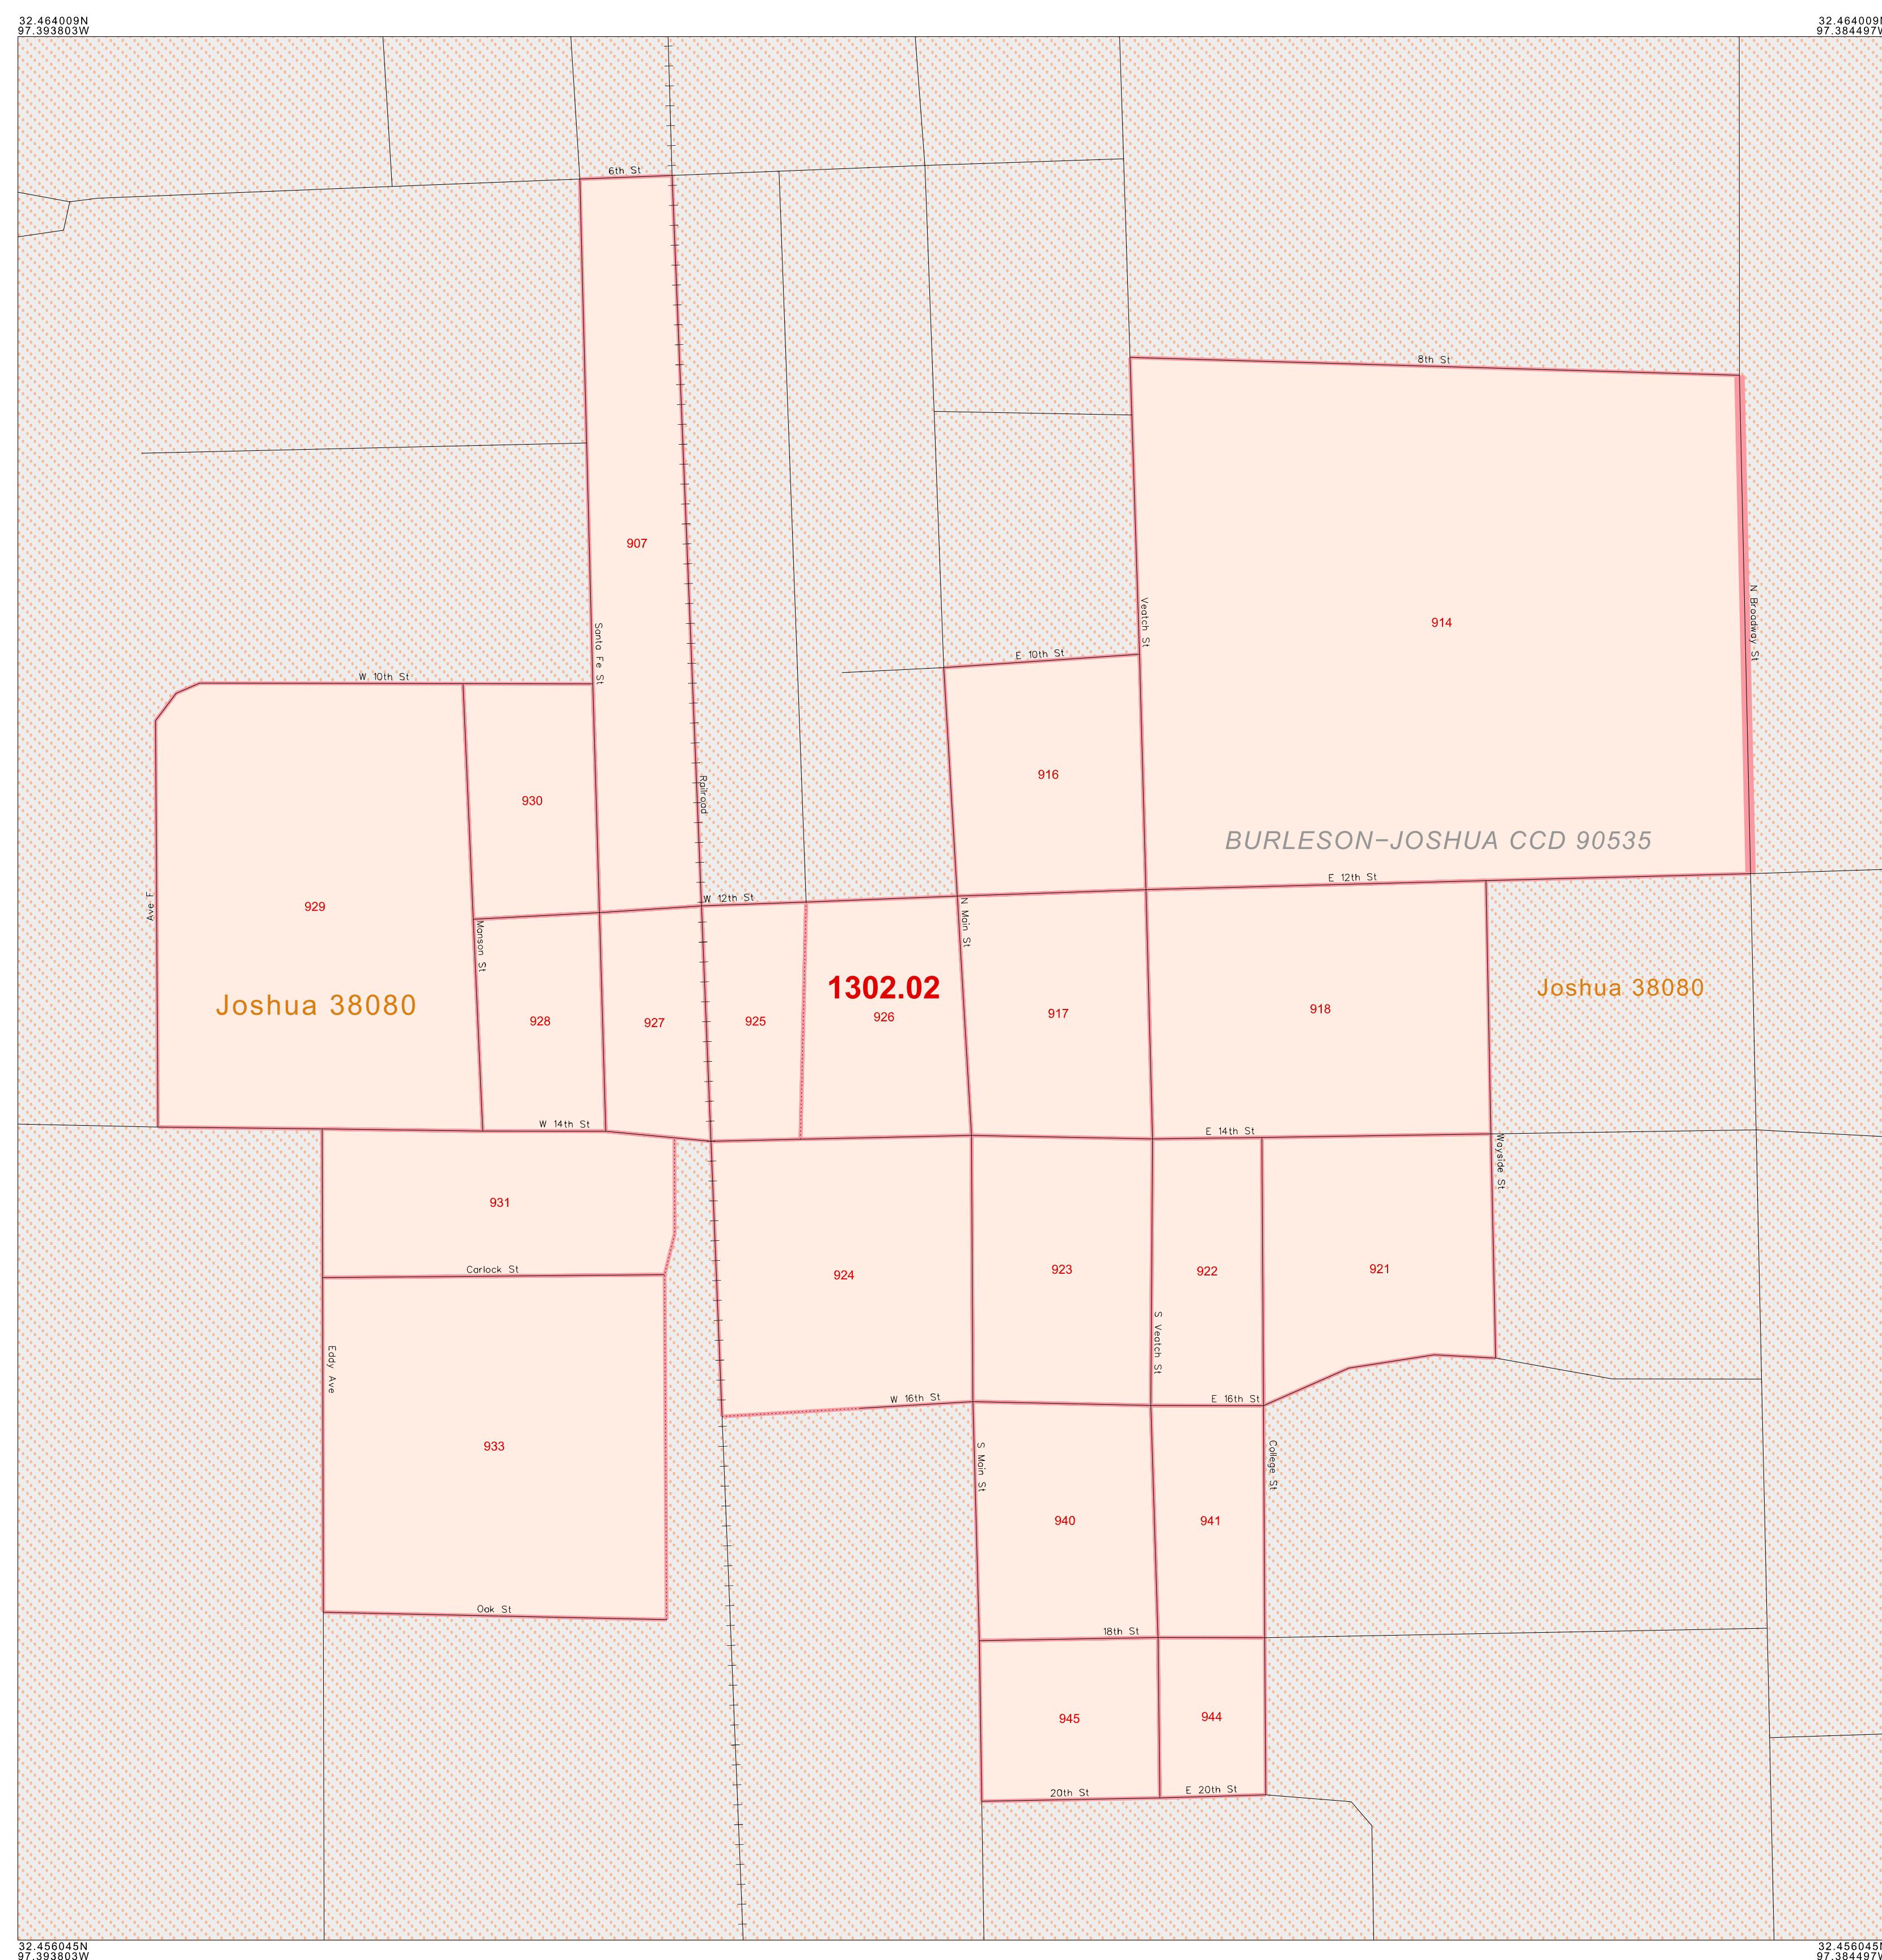 32.464009N
97.393803W
32.464009N
97.384497W
6th St
8th St
907
Santa Fe St
Veatch St
N Broadway St
914
E 10th St
W 10th St
Railroad
916
930
BURLESON-JOSHUA CCD 90535
E 12th St
W 12th St
Ave F
929
N Main St
Manson St
1302.02
Joshua 38080
Joshua 38080
928
927
925
926
917
918
W 14th St
E 14th St
Wayside St
931
Carlock St
924
923
922
921
S Veatch St
Eddy Ave
W 16th St
E 16th St
933
S Main St
College St
940
941
Oak St
18th St
945
944
20th St
E 20th St
32.456045N
97.393803W
32.456045N
97.384497W